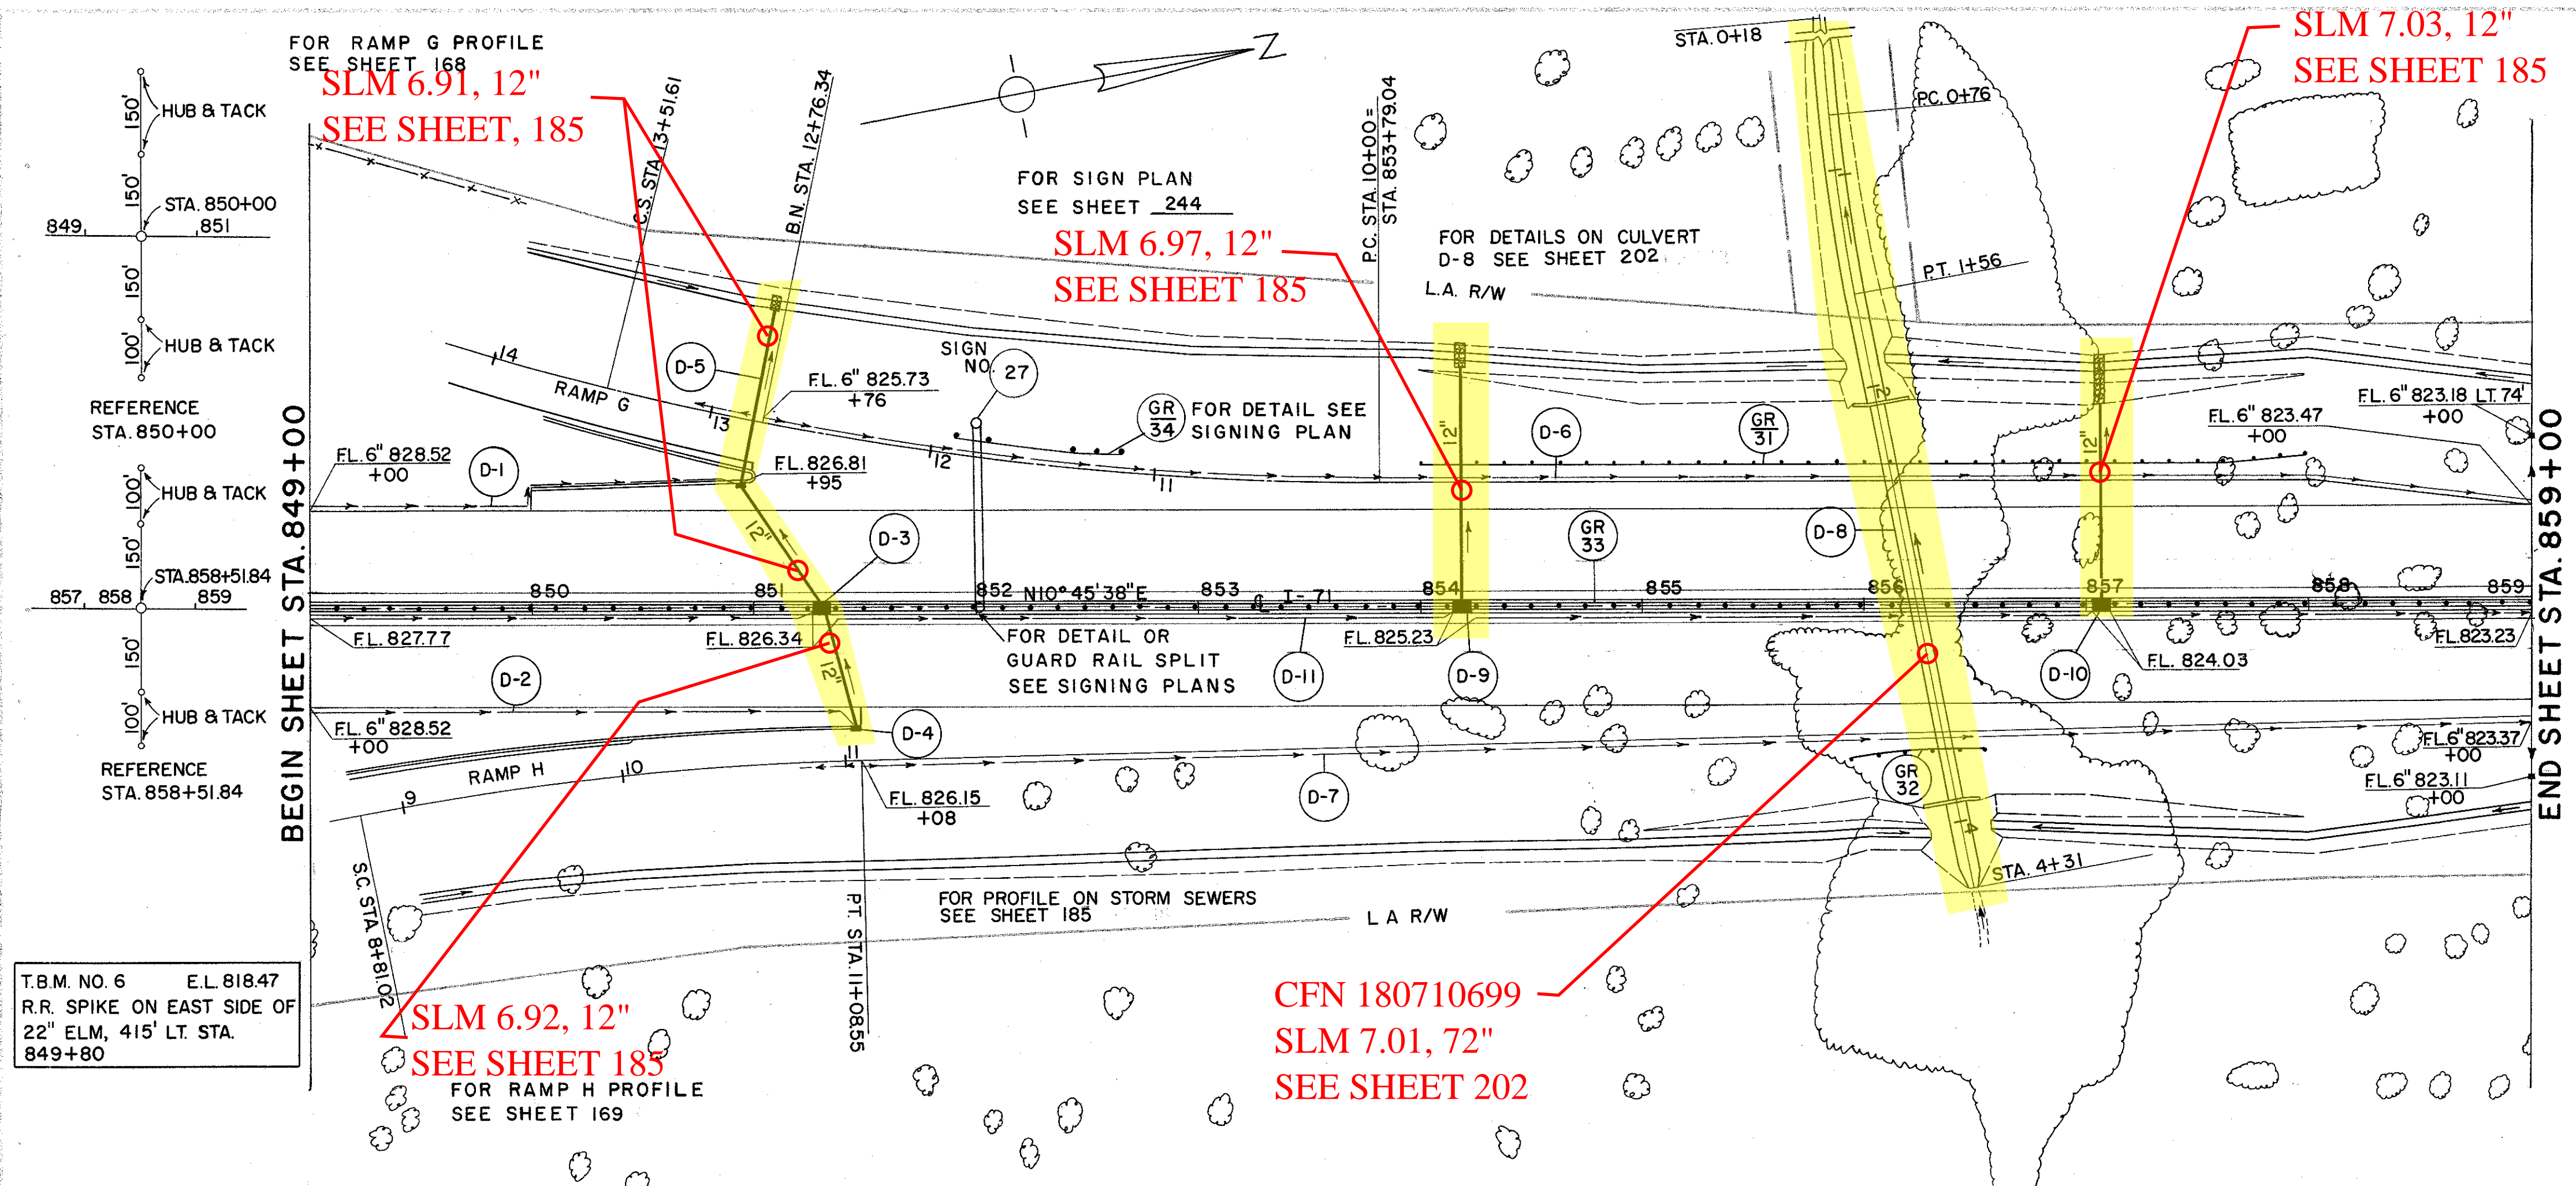 FOR RAMP G PROFILE
SEE SHEET 168
SLM 6.91, 12"
SEE SHEET, 185
C.S. STA. 13+51.61
B.N. STA. 12+76.34
Z
FOR SIGN PLAN
SEE SHEET 244
SLM 6.97, 12"
SEE SHEET 185
P.C. STA. 10+00=
STA. 853+79.04
FOR DETAILS ON CULVERT
D-8 SEE SHEET 202
L.A. R/W
STA. 0+18
P.C. 0+76
P.T. 1+56
SLM 7.03, 12"
SEE SHEET 185
150'
HUB & TACK
150'
STA. 850+00
849
851
150'
100'
HUB & TACK
REFERENCE
STA. 850+00
100'
HUB & TACK
150'
STA.858+51.84
857
858
859
150'
100'
HUB & TACK
REFERENCE
STA. 858+51.84
BEGIN SHEET STA. 849+00
14
RAMP G
13
12
11
D-5
F.L. 6" 825.73
+76
SIGN
NO.
27
GR
34
FOR DETAIL SEE
SIGNING PLAN
12"
D-6
GR
31
1
2
12"
F.L. 6" 823.47
+00
F.L. 6" 823.18 LT. 74'
+00
F.L. 6" 828.52
+00
D-1
F.L. 826.81
+95
12"
D-3
GR
33
D-8
850
851
852
N10°45'38"E
853
℄ I-71
854
855
856
857
858
859
F.L. 827.77
F.L. 826.34
FOR DETAIL OR
GUARD RAIL SPLIT
SEE SIGNING PLANS
F.L. 825.23
F.L. 824.03
F.L. 823.23
D-2
12"
D-11
D-9
D-10
F.L. 6" 828.52
+00
D-4
RAMP H
9
10
11
F.L. 826.15
+08
D-7
GR
32
F.L. 6" 823.37
+00
F.L. 6" 823.11
+00
4
STA. 4+31
END SHEET STA. 859+00
S.C. STA 8+81.02
P.T. STA. 11+08.55
FOR PROFILE ON STORM SEWERS
SEE SHEET 185
L A R/W
T.B.M. NO. 6 E.L. 818.47
R.R. SPIKE ON EAST SIDE OF
22" ELM, 415' LT. STA.
849+80
SLM 6.92, 12"
SEE SHEET 185
FOR RAMP H PROFILE
SEE SHEET 169
CFN 180710699
SLM 7.01, 72"
SEE SHEET 202